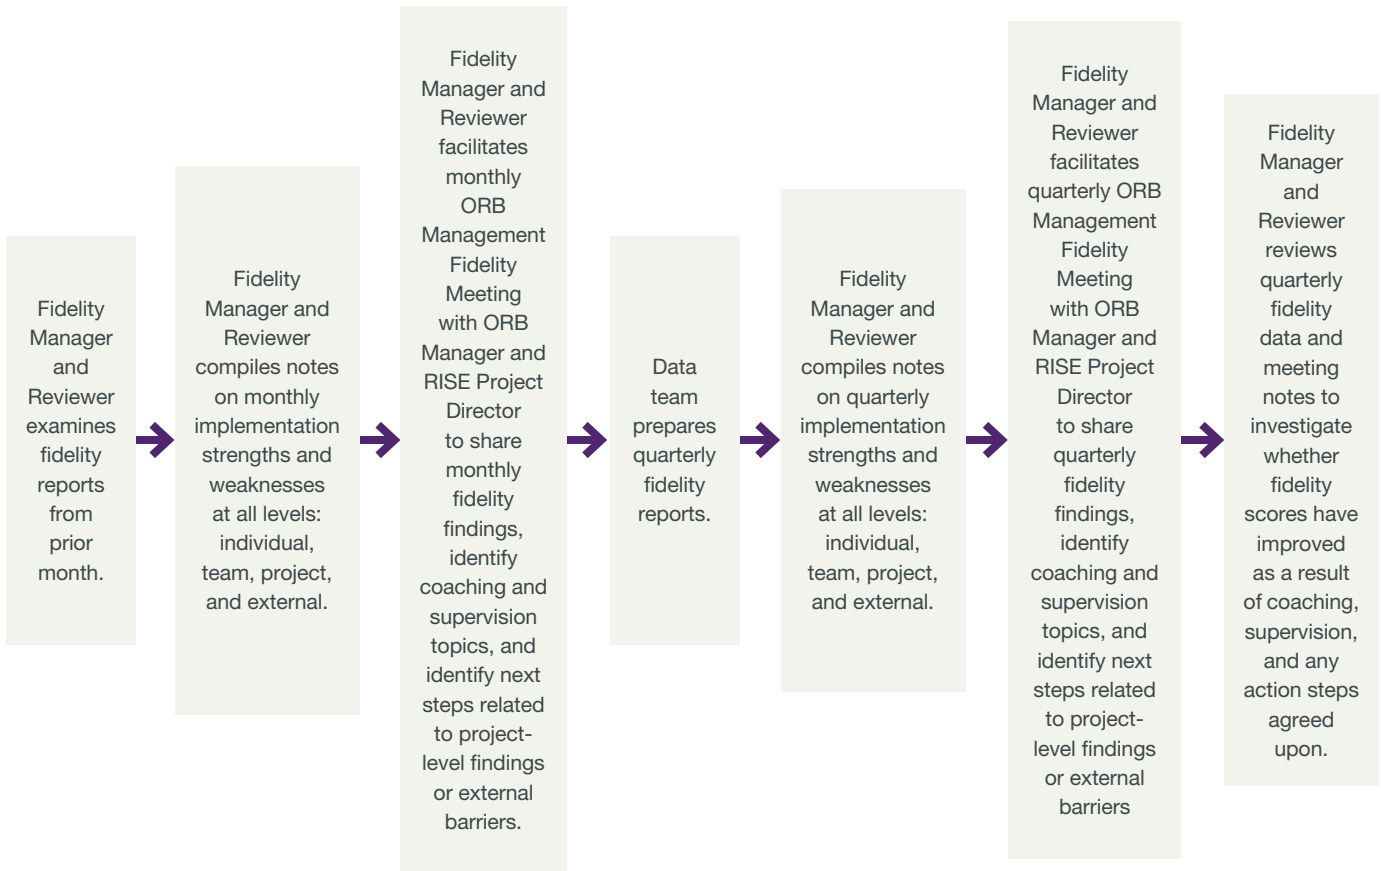 Fidelity
Manager
and
Reviewer
examines
fidelity
reports
from
prior
month.
Fidelity
Manager and
Reviewer
compiles notes
on monthly
implementation
strengths and
weaknesses
at all levels:
individual,
team, project,
and external.
Fidelity
Manager and
Reviewer
facilitates
monthly
ORB
Management
Fidelity
Meeting
with ORB
Manager and
RISE Project
Director
to share
monthly
fidelity
findings,
identify
coaching and
supervision
topics, and
identify next
steps related
to project-
level findings
or external
barriers.
Data
team
prepares
quarterly
fidelity
reports.
Fidelity
Manager and
Reviewer
compiles notes
on quarterly
implementation
strengths and
weaknesses
at all levels:
individual,
team, project,
and external.
Fidelity
Manager and
Reviewer
facilitates
quarterly ORB
Management
Fidelity
Meeting
with ORB
Manager and
RISE Project
Director
to share
quarterly
fidelity
findings,
identify
coaching and
supervision
topics, and
identify next
steps related
to project-
level findings
or external
barriers
Fidelity
Manager
and
Reviewer
reviews
quarterly
fidelity
data and
meeting
notes to
investigate
whether
fidelity
scores have
improved
as a result
of coaching,
supervision,
and any
action steps
agreed
upon.